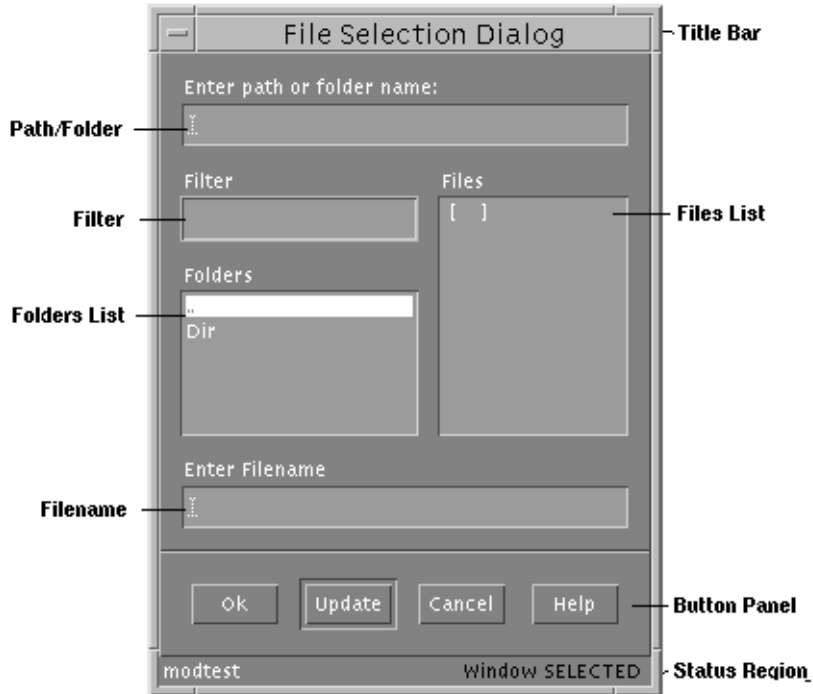 File Selection Dialog
Title Bar
Enter path or folder name:
Path/Folder
Filter
Files
Filter
[ ]
Files List
Folders
Folders List
..
Dir
Enter Filename
Filename
Ok
Update
Cancel
Help
Button Panel
modtest
Window SELECTED
Status Region